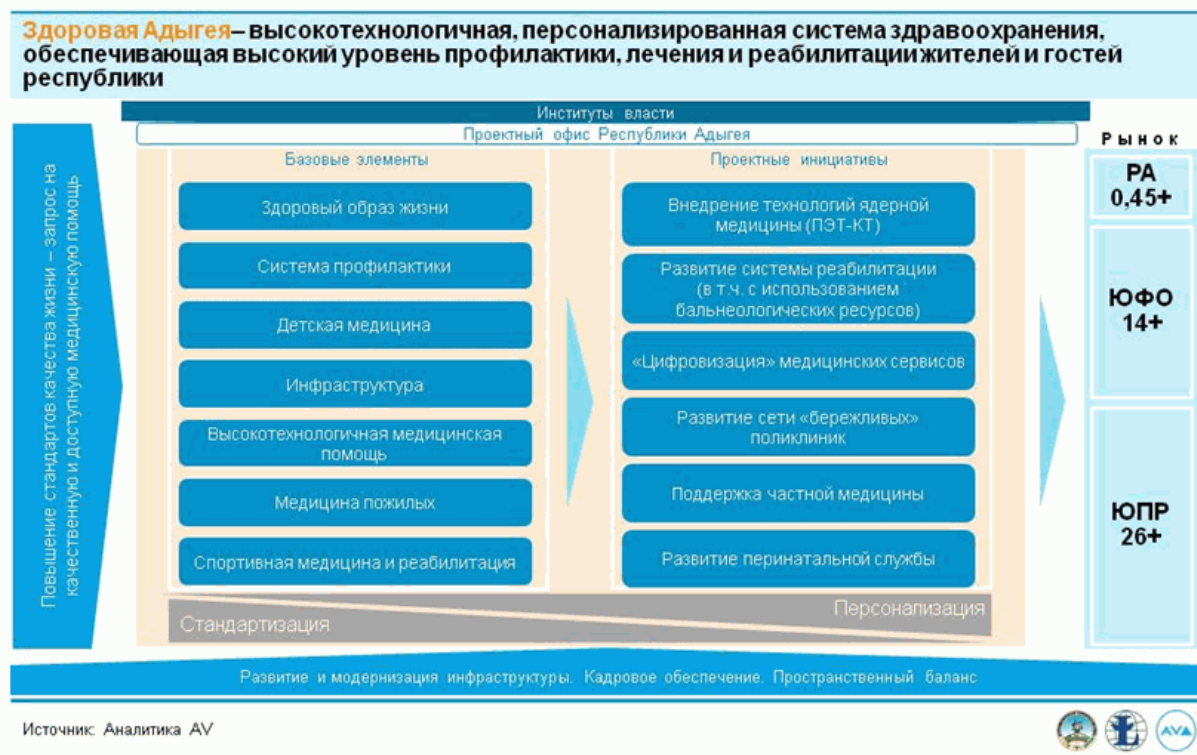 Здоровая Адыгея– высокотехнологичная, персонализированная система здравоохранения,
обеспечивающая высокий уровень профилактики, лечения и реабилитации жителей и гостей
республики
Институты власти
Проектный офис Республики Адыгея
Повышение стандартов качества жизни – запрос на
качественную и доступную медицинскую помощь
Базовые элементы
Здоровый образ жизни
Система профилактики
Детская медицина
Инфраструктура
Высокотехнологичная медицинская
помощь
Медицина пожилых
Спортивная медицина и реабилитация
Проектные инициативы
Внедрение технологий ядерной
медицины (ПЭТ-КТ)
Развитие системы реабилитации
(в т.ч. с использованием
бальнеологических ресурсов)
«Цифровизация» медицинских сервисов
Развитие сети «бережливых»
поликлиник
Поддержка частной медицины
Развитие перинатальной службы
Стандартизация
Персонализация
Рынок
РА
0,45+
ЮФО
14+
ЮПР
26+
Развитие и модернизация инфраструктуры. Кадровое обеспечение. Пространственный баланс
Источник: Аналитика AV